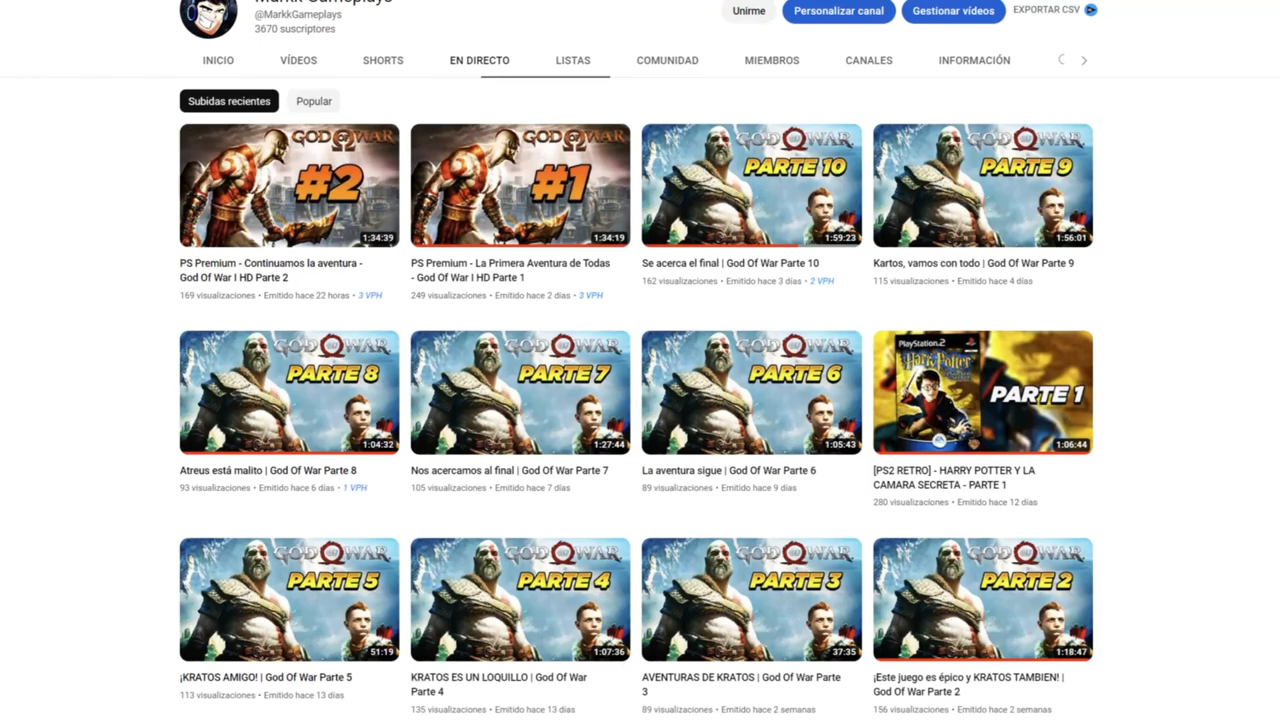 Markk Gameplays
@MarkkGameplays
3670 suscriptores
Unirme
Personalizar canal
Gestionar vídeos
EXPORTAR CSV
INICIO
VÍDEOS
SHORTS
EN DIRECTO
LISTAS
COMUNIDAD
MIEMBROS
CANALES
INFORMACIÓN
Subidas recientes
Popular
GOD OF WAR
#2
1:34:39
PS Premium - Continuamos la aventura -
God Of War I HD Parte 2
169 visualizaciones • Emitido hace 22 horas • 3 VPH
GOD OF WAR
#1
1:34:19
PS Premium - La Primera Aventura de Todas
- God Of War I HD Parte 1
249 visualizaciones • Emitido hace 2 días • 3 VPH
GOD OF WAR
PARTE 10
1:59:23
Se acerca el final | God Of War Parte 10
162 visualizaciones • Emitido hace 3 días • 2 VPH
GOD OF WAR
PARTE 9
1:56:01
Kartos, vamos con todo | God Of War Parte 9
115 visualizaciones • Emitido hace 4 días
GOD OF WAR
PARTE 8
1:04:32
Atreus está malito | God Of War Parte 8
93 visualizaciones • Emitido hace 6 días • 1 VPH
GOD OF WAR
PARTE 7
1:27:44
Nos acercamos al final | God Of War Parte 7
105 visualizaciones • Emitido hace 7 días
GOD OF WAR
PARTE 6
1:05:43
La aventura sigue | God Of War Parte 6
89 visualizaciones • Emitido hace 9 días
PlayStation.2
Harry Potter
PARTE 1
EA
1:06:44
[PS2 RETRO] - HARRY POTTER Y LA
CAMARA SECRETA - PARTE 1
280 visualizaciones • Emitido hace 12 días
GOD OF WAR
PARTE 5
51:19
¡KRATOS AMIGO! | God Of War Parte 5
113 visualizaciones • Emitido hace 13 días
GOD OF WAR
PARTE 4
1:07:36
KRATOS ES UN LOQUILLO | God Of War
Parte 4
135 visualizaciones • Emitido hace 13 días
GOD OF WAR
PARTE 3
37:35
AVENTURAS DE KRATOS | God Of War Parte
3
89 visualizaciones • Emitido hace 2 semanas
GOD OF WAR
PARTE 2
1:18:47
¡Este juego es épico y KRATOS TAMBIEN! |
God Of War Parte 2
156 visualizaciones • Emitido hace 2 semanas